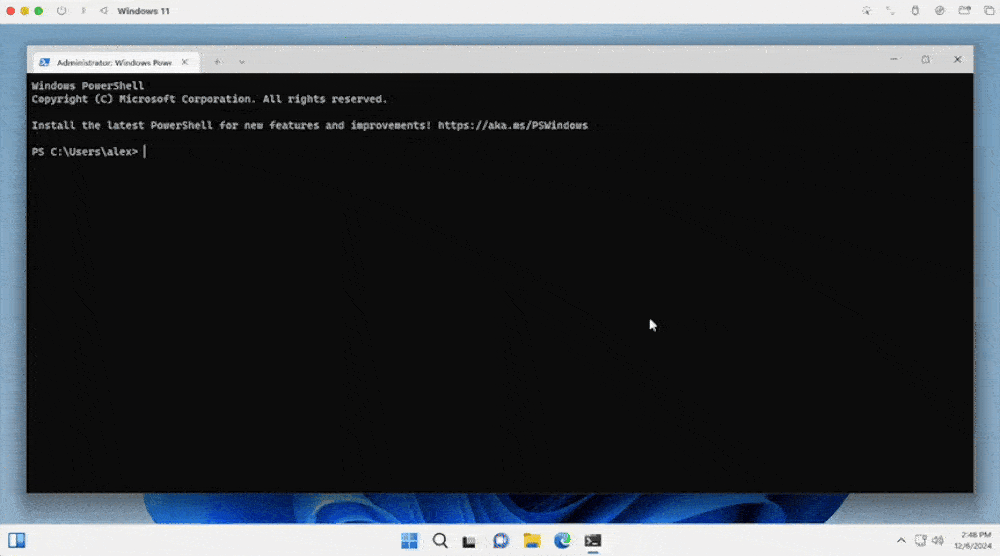 Windows 11
Administrator: Windows Powe
Windows PowerShell
Copyright (C) Microsoft Corporation. All rights reserved.
Install the latest PowerShell for new features and improvements! https://aka.ms/PSWindows
PS C:\Users\alex>
2:48 PM
12/6/2024